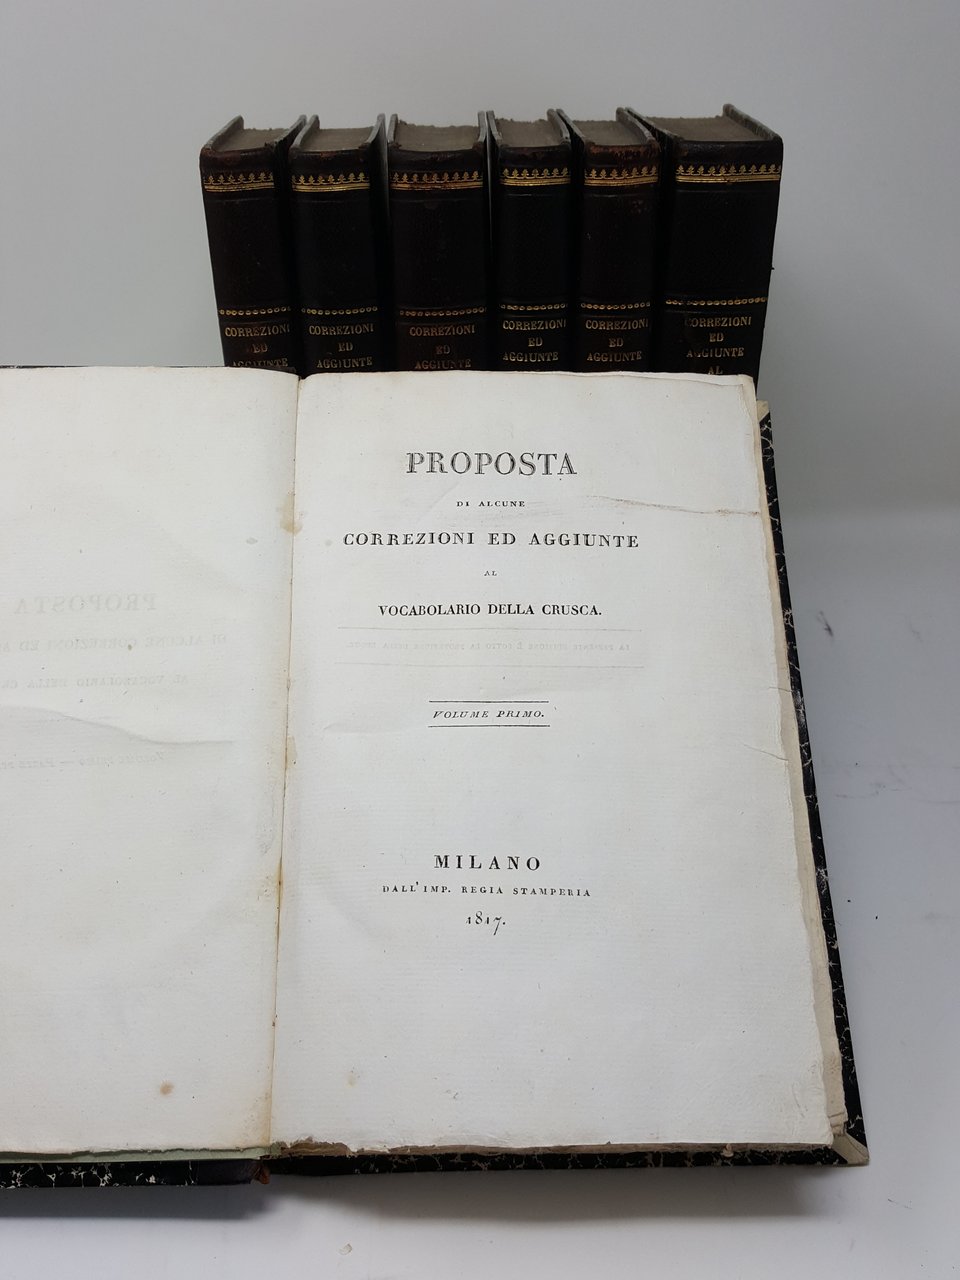 CORREZIONI
ED
AGGIUNTE
CORREZIONI
ED
AGGIUNTE
CORREZIONI
ED
AGGIUNTE
CORREZIONI
ED
AGGIUNTE
CORREZIONI
ED
AGGIUNTE
CORREZIONI
ED
AGGIUNTE
AL
PROPOSTA
DI ALCUNE
CORREZIONI ED AGGIUNTE
AL
VOCABOLARIO DELLA CRUSCA.
VOLUME PRIMO.
MILANO
DALL' IMP. REGIA STAMPERIA
1817.